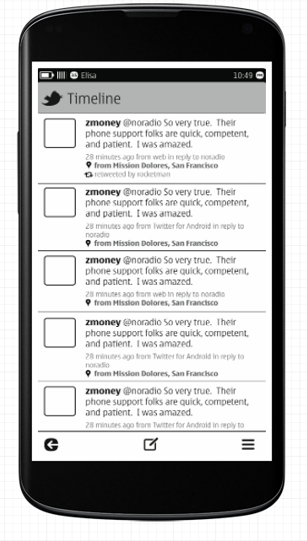 Elisa 10:49
Timeline
zmoney @noradio So very true. Their
phone support folks are quick, competent,
and patient. I was amazed.
28 minutes ago from web in reply to noradio
from Mission Dolores, San Francisco
retweeted by rocketman
zmoney @noradio So very true. Their
phone support folks are quick, competent,
and patient. I was amazed.
28 minutes ago from Twitter for Android in reply to
noradio
from Mission Dolores, San Francisco
zmoney @noradio So very true. Their
phone support folks are quick, competent,
and patient. I was amazed.
28 minutes ago from web in reply to noradio
from Mission Dolores, San Francisco
zmoney @noradio So very true. Their
phone support folks are quick, competent,
and patient. I was amazed.
28 minutes ago from Twitter for Android in reply to
noradio
from Mission Dolores, San Francisco
zmoney @noradio So very true. Their
phone support folks are quick, competent,
and patient. I was amazed.
28 minutes ago from Twitter for Android in reply to